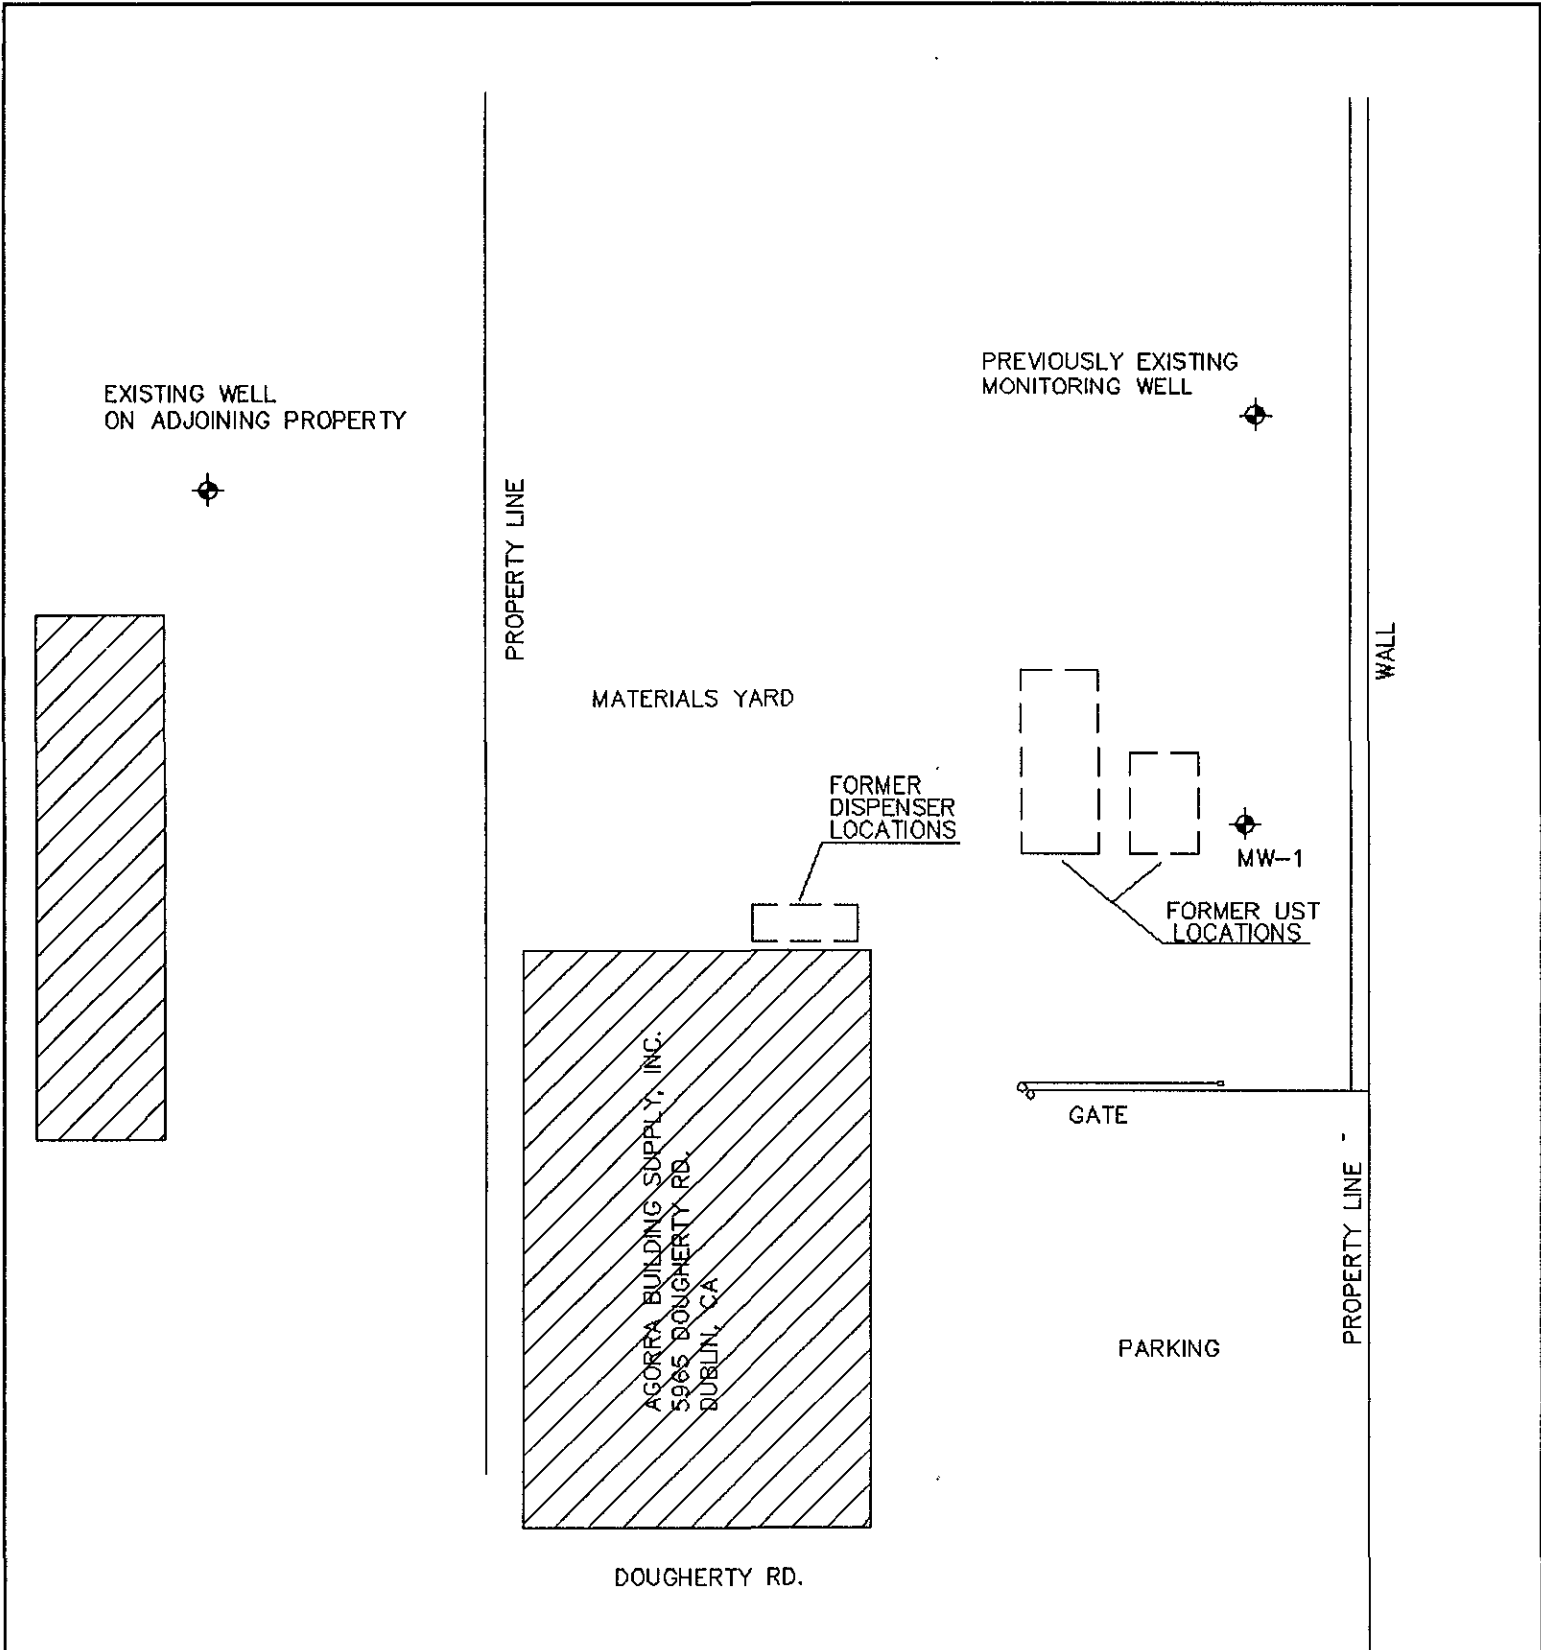 PREVIOUSLY EXISTING
MONITORING WELL
EXISTING WELL
ON ADJOINING PROPERTY
PROPERTY LINE
WALL
MATERIALS YARD
FORMER
DISPENSER
LOCATIONS
MW-1
FORMER UST
LOCATIONS
GATE
AGORRA BUILDING SUPPLY, INC.
5965 DOUGHERTY RD.
DUBLIN, CA
PROPERTY LINE
PARKING
DOUGHERTY RD.